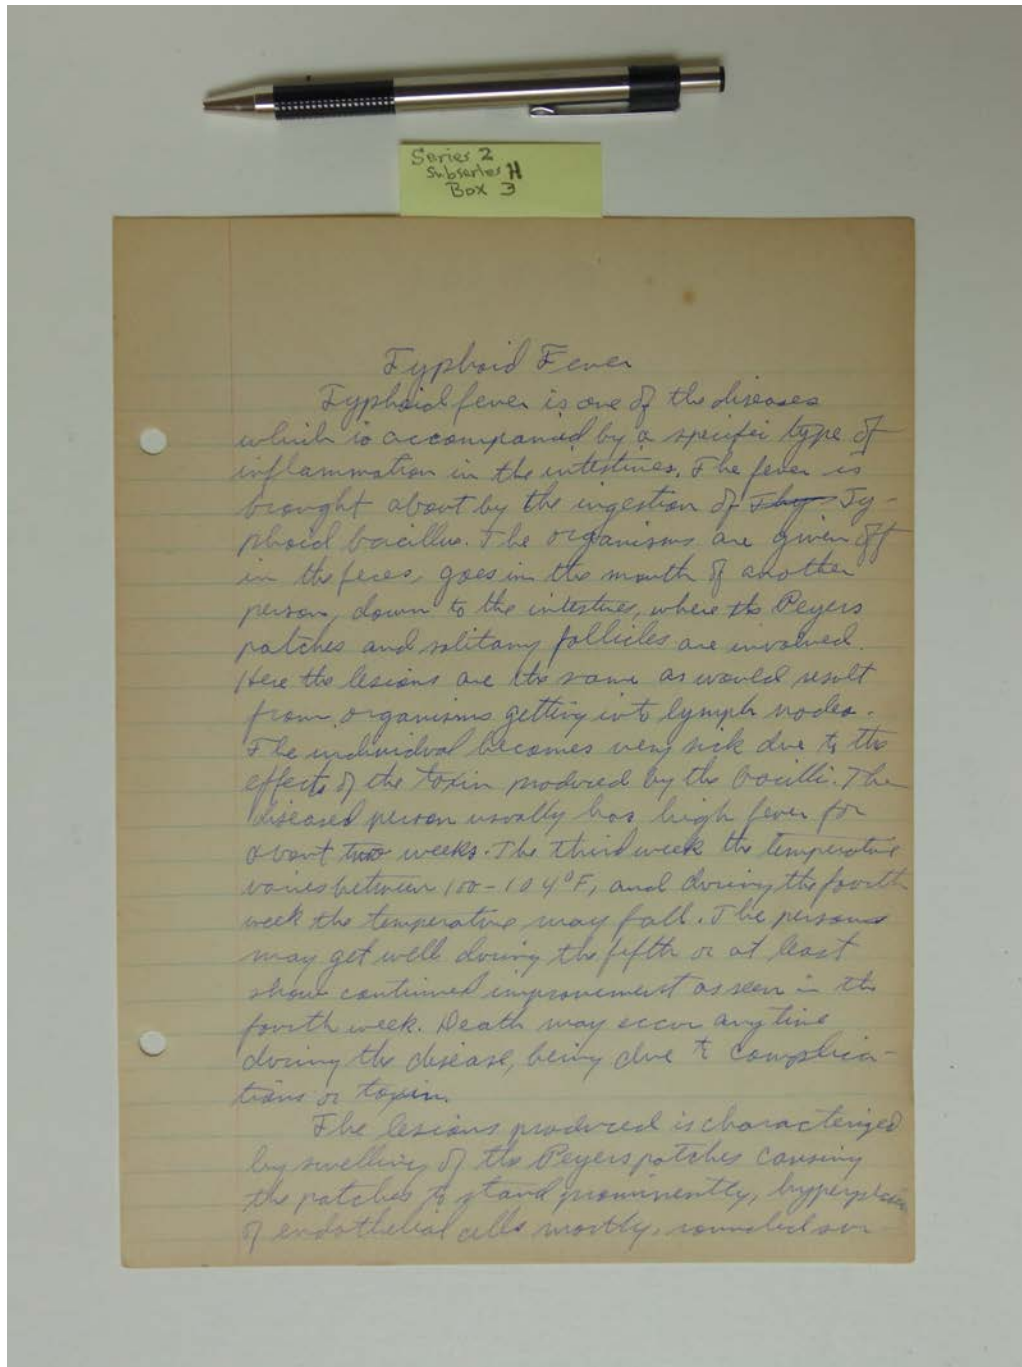 Series 2
Subseries H
Box 3
Typhoid Fever
Typhoid fever is one of the diseases
which is accompanied by a specific type of
inflammation in the intestines. The fever is
brought about by the ingestion of Thy Ty-
phoid bacillus. The organisms are given off
in the feces, goes in the mouth of another
person, down to the intestines, where the Peyers
patches and solitary follicles are involved.
Here the lesions are the same as would result
from organisms getting into lymph nodes.
The individual becomes very sick due to the
effects of the toxin produced by the bacilli. The
diseased person usually has high fever for
about two weeks. The third week the temperature
varies between 100-104°F, and during the fourth
week the temperature may fall. The person
may get well during the fifth or at least
show continued improvement as seen in the
fourth week. Death may occur any time
during the disease, being due to complica-
tions or toxin.
The lesions produced is characterized
by swelling of the Peyers patches causing
the patches to stand prominently, hyperplasia
of endothelial cells mostly,